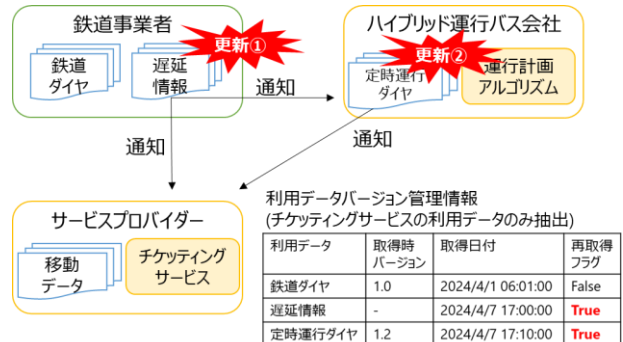 鉄道事業者
更新①
鉄道
ダイヤ
遅延
情報
通知
ハイブリッド運行バス会社
更新②
定時運行
ダイヤ
運行計画
アルゴリズム
通知
通知
サービスプロバイダー
移動
データ
チケッティング
サービス
利用データバージョン管理情報
(チケッティングサービスの利用データのみ抽出)
利用データ 取得時バージョン 取得日付 再取得フラグ
鉄道ダイヤ 1.0 2024/4/1 06:01:00 False
遅延情報 - 2024/4/7 17:00:00 True
定時運行ダイヤ 1.2 2024/4/7 17:10:00 True